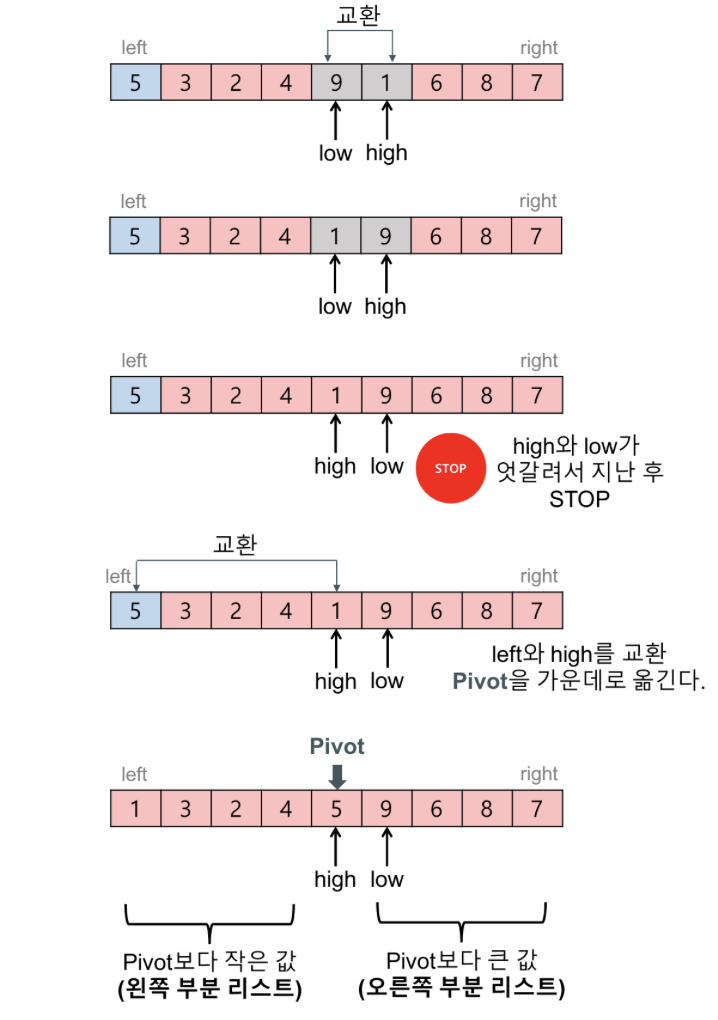 교환
left right
5 3 2 4 9 1 6 8 7
low high
left right
5 3 2 4 1 9 6 8 7
low high
left right
5 3 2 4 1 9 6 8 7
high low
STOP
high와 low가
엇갈려서 지난 후
STOP
교환
left right
5 3 2 4 1 9 6 8 7
high low
left와 high를 교환
Pivot을 가운데로 옮긴다.
Pivot
left right
1 3 2 4 5 9 6 8 7
high low
Pivot보다 작은 값
(왼쪽 부분 리스트)
Pivot보다 큰 값
(오른쪽 부분 리스트)